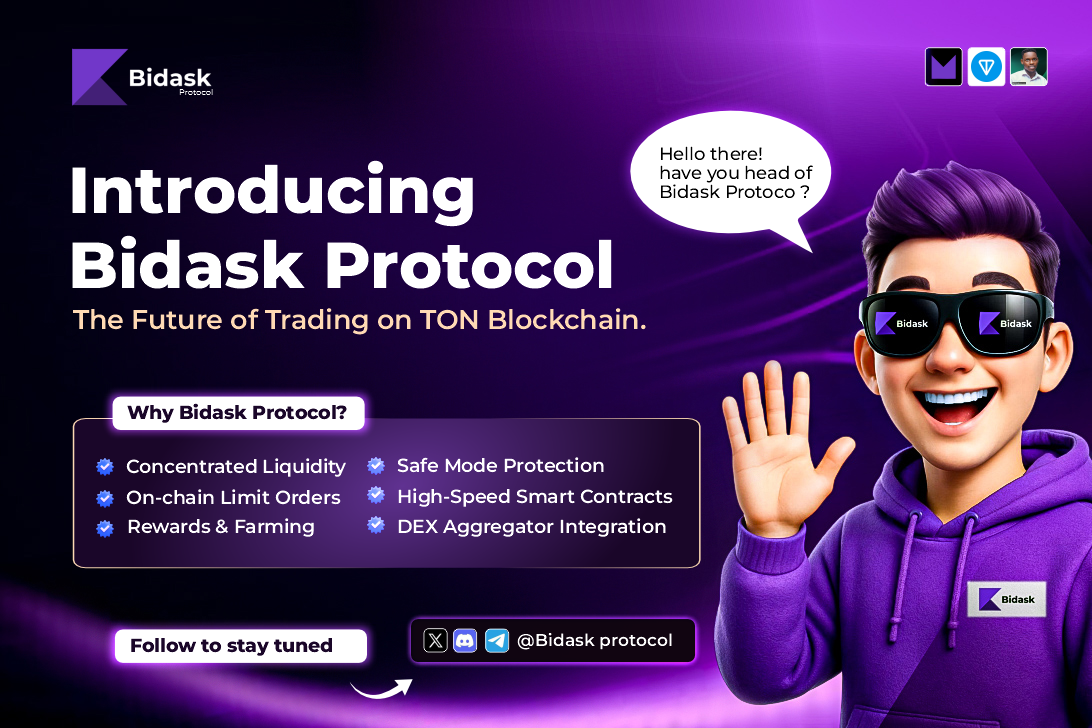 Bidask
Protocol
Hello there!
have you head of
Bidask Protoco ?
Introducing
Bidask Protocol
The Future of Trading on TON Blockchain.
Bidask
Bidask
Why Bidask Protocol?
Concentrated Liquidity
Safe Mode Protection
On-chain Limit Orders
High-Speed Smart Contracts
Rewards & Farming
DEX Aggregator Integration
Bidask
Follow to stay tuned
@Bidask protocol